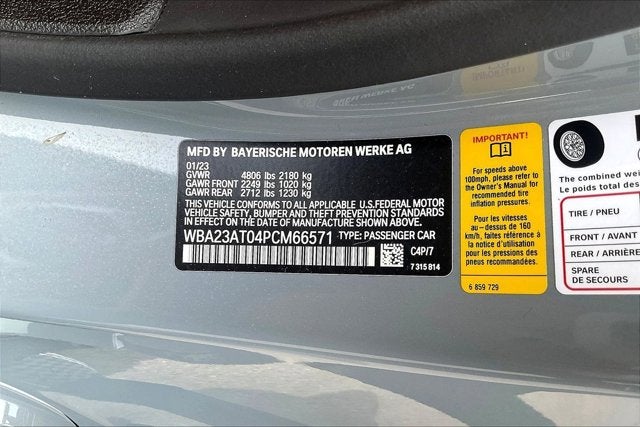 MFD BY BAYERISCHE MOTOREN WERKE AG
01/23
GVWR 4806 lbs 2180 kg
GAWR FRONT 2249 lbs 1020 kg
GAWR REAR 2712 lbs 1230 kg
THIS VEHICLE CONFORMS TO ALL APPLICABLE U.S.FEDERAL MOTOR
VEHICLE SAFETY, BUMPER, AND THEFT PREVENTION STANDARDS
IN EFFECT ON THE DATE OF MANUFACTURE SHOWN ABOVE.
WBA23AT04PCM66571 TYPE: PASSENGER CAR
C4P/7
7 315 814
IMPORTANT!
For speeds above
100mph, please refer to
the Owner's Manual for
recommended tire
inflation pressures.
Pour les vitesses
au-dessus de 160
km/h, faites référence à
la notice d'utilisation
pour les pressions de
pneus recommandées.
6 859 729
The combined weig
Le poids total des
TIRE / PNEU
FRONT / AVANT
REAR / ARRIÈRE
SPARE
DE SECOURS